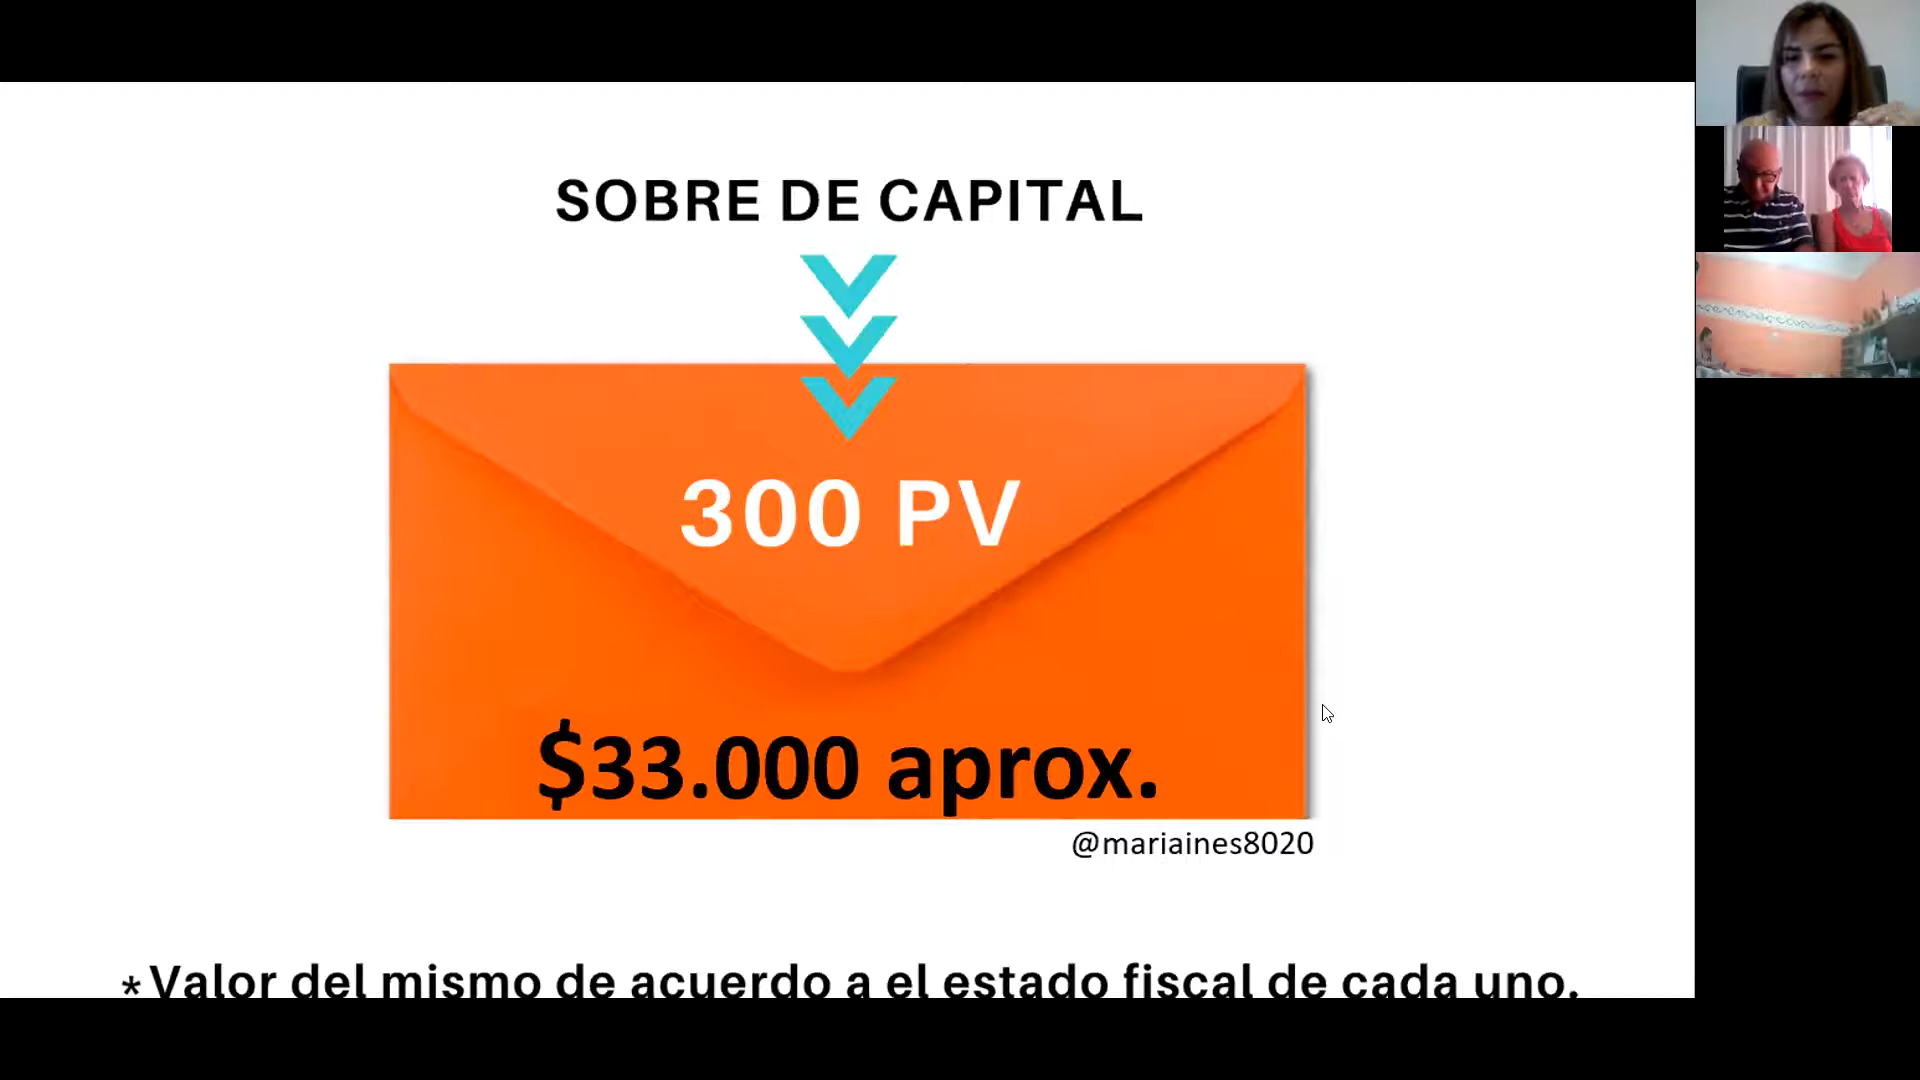 SOBRE DE CAPITAL
300 PV
$33.000 aprox.
@mariaines8020
*Valor del mismo de acuerdo a el estado fiscal de cada uno.